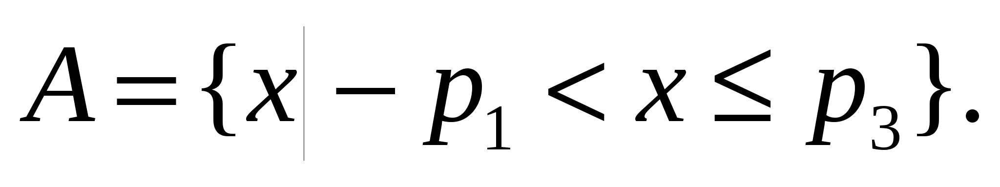 A = {x| − p₁ < x ≤ p₃}.